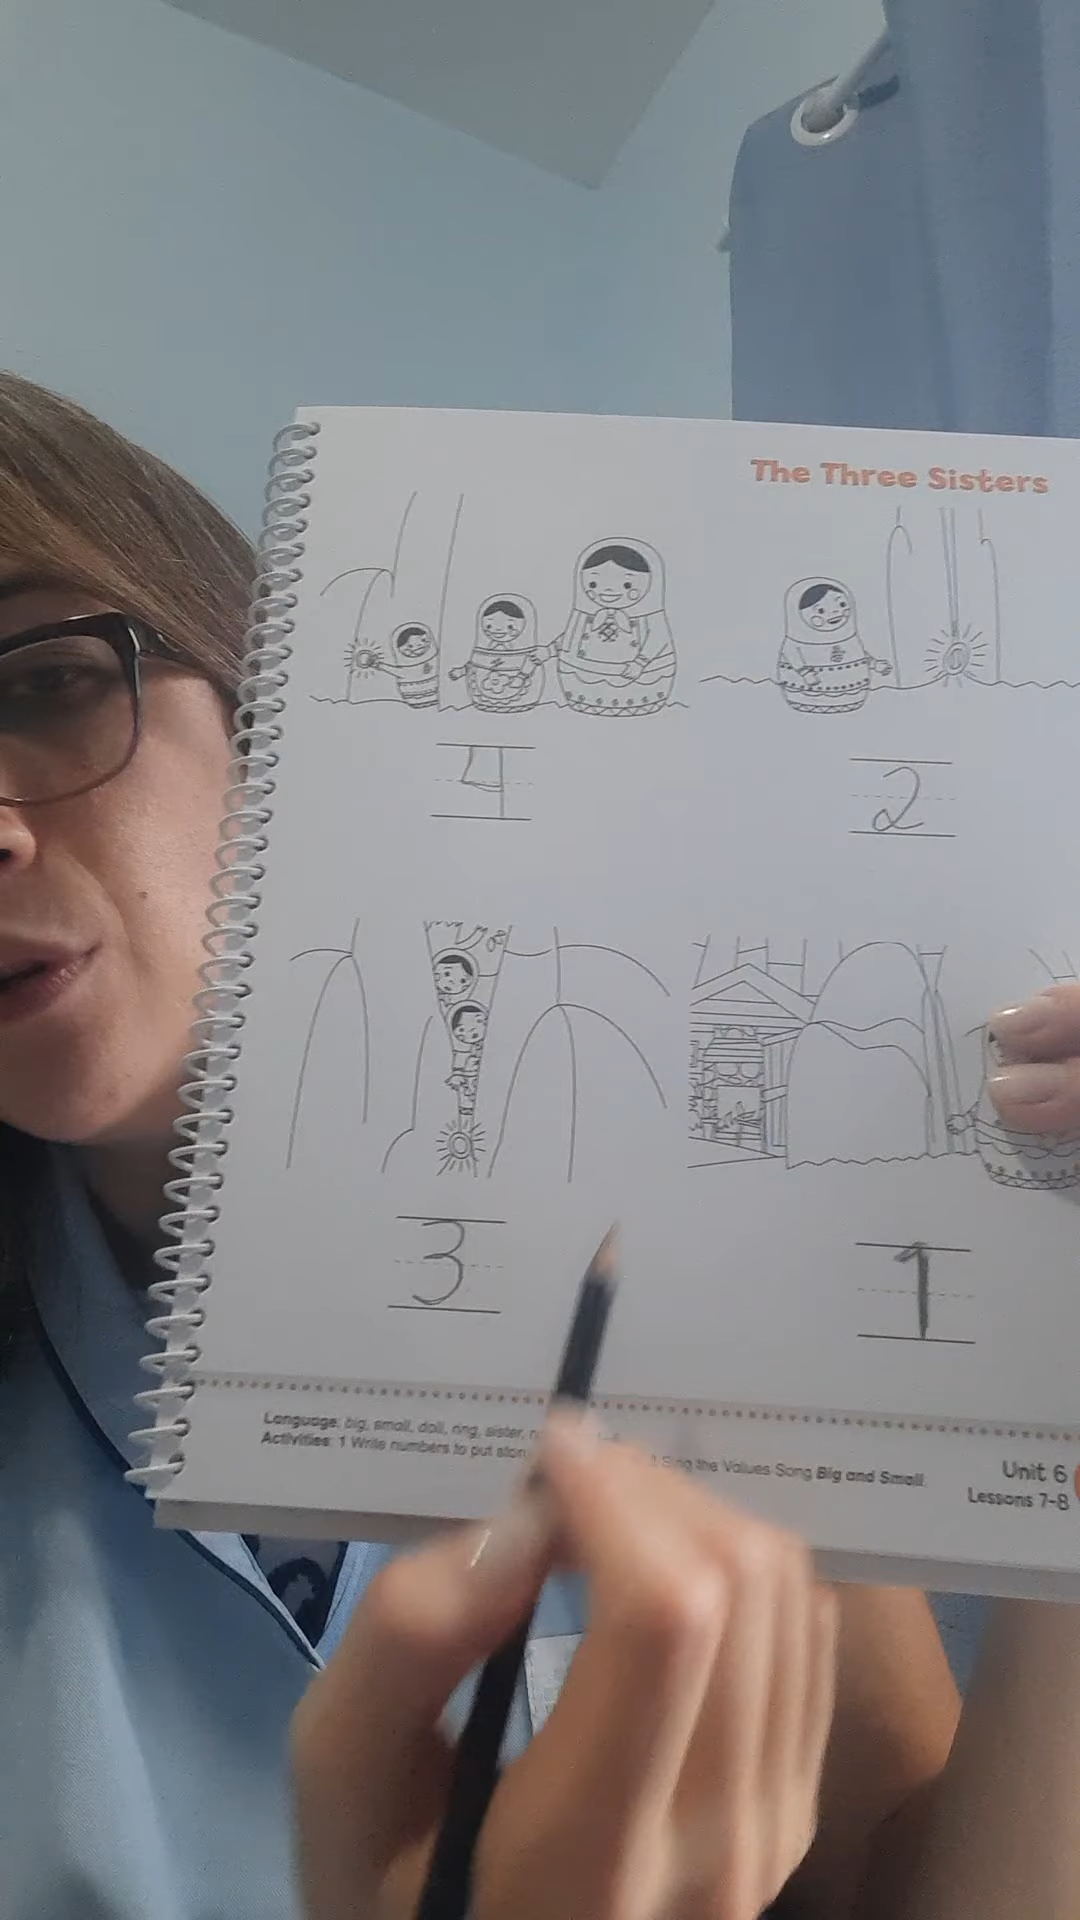 The Three Sisters
4
2
3
1
Language: big, small, doll, ring, sister,
Activities: 1 Write numbers to put Sing the Values Song Big and Small.
Unit 6
Lessons 7-8